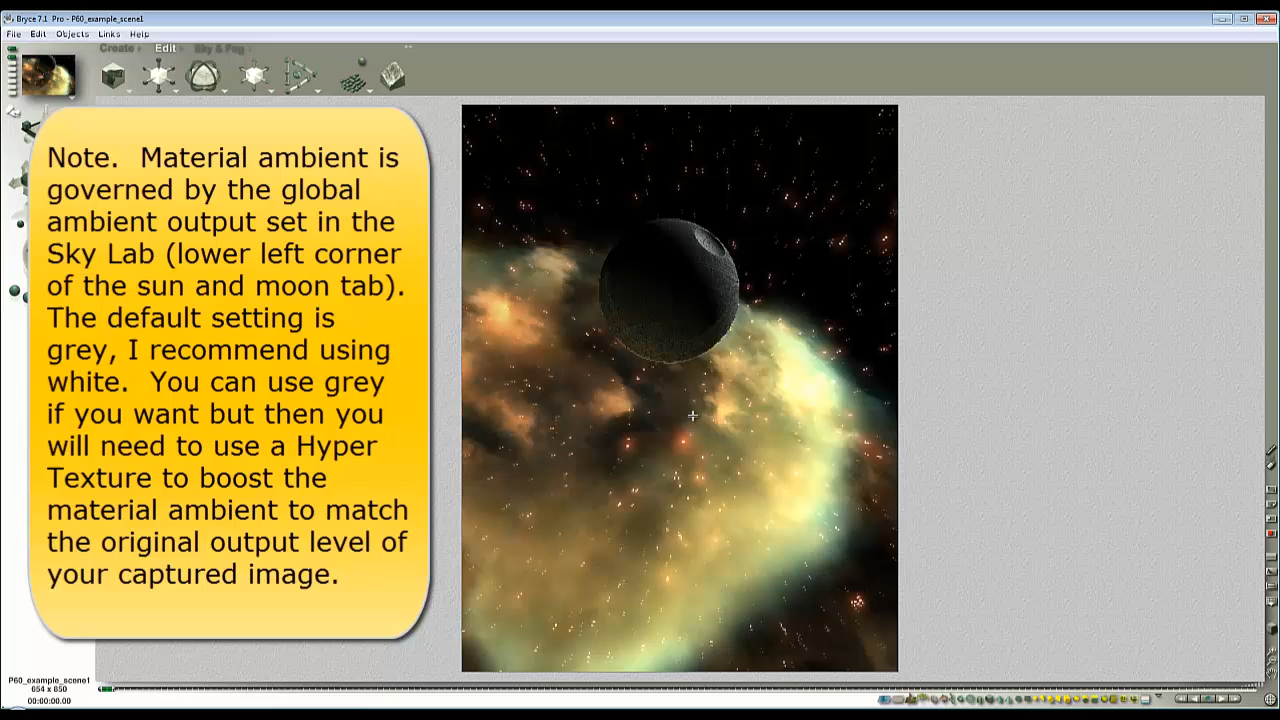 Bryce 7.1 Pro - P60_example_scene1
File Edit Objects Links Help
Create Edit Sky & Fog
Note. Material ambient is
governed by the global
ambient output set in the
Sky Lab (lower left corner
of the sun and moon tab).
The default setting is
grey, I recommend using
white. You can use grey
if you want but then you
will need to use a Hyper
Texture to boost the
material ambient to match
the original output level of
your captured image.
P60_example_scene1
654 x 850
00:00:00.00